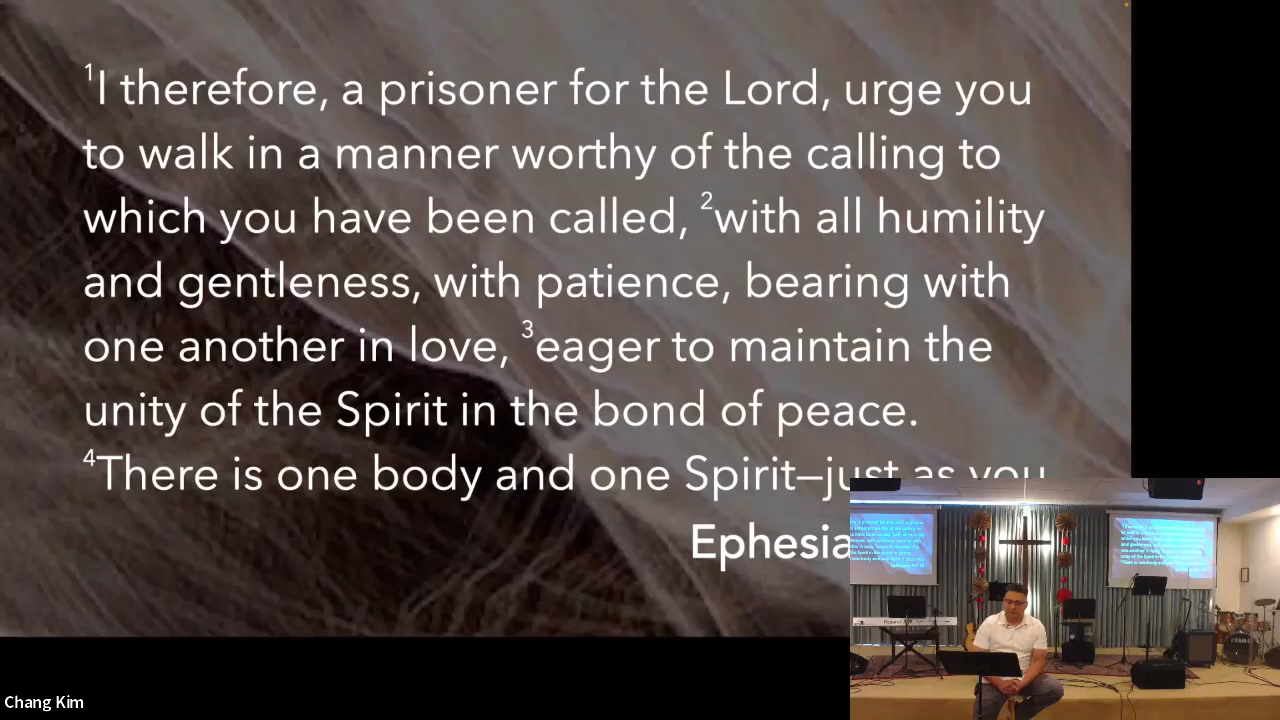 1I therefore, a prisoner for the Lord, urge you
to walk in a manner worthy of the calling to
which you have been called, 2with all humility
and gentleness, with patience, bearing with
one another in love, 3eager to maintain the
unity of the Spirit in the bond of peace.
4There is one body and one Spirit—just as you
Ephesia
Chang Kim